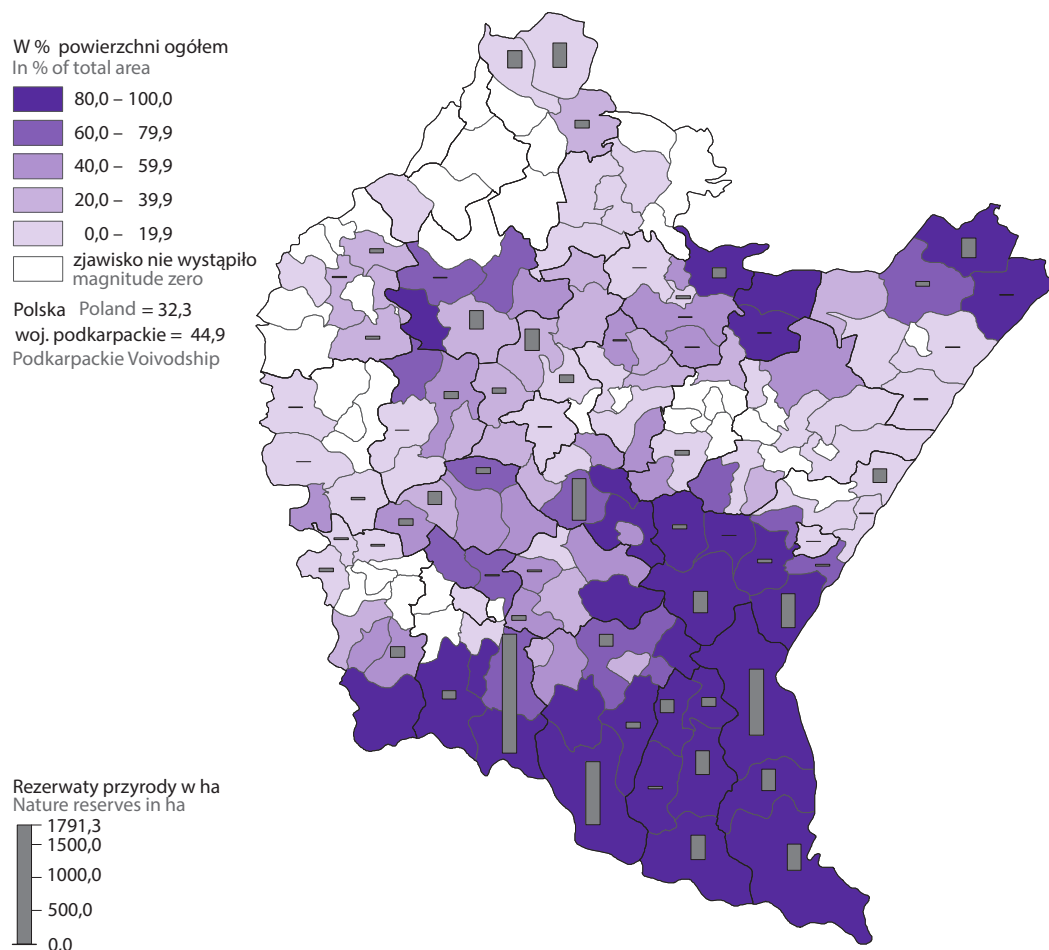 W % powierzchni ogółem
In % of total area
80,0 – 100,0
60,0 – 79,9
40,0 – 59,9
20,0 – 39,9
0,0 – 19,9
zjawisko nie wystąpiło
magnitude zero
Polska Poland = 32,3
woj. podkarpackie = 44,9
Podkarpackie Voivodship
Rezerwaty przyrody w ha
Nature reserves in ha
1791,3
1500,0
1000,0
500,0
0,0